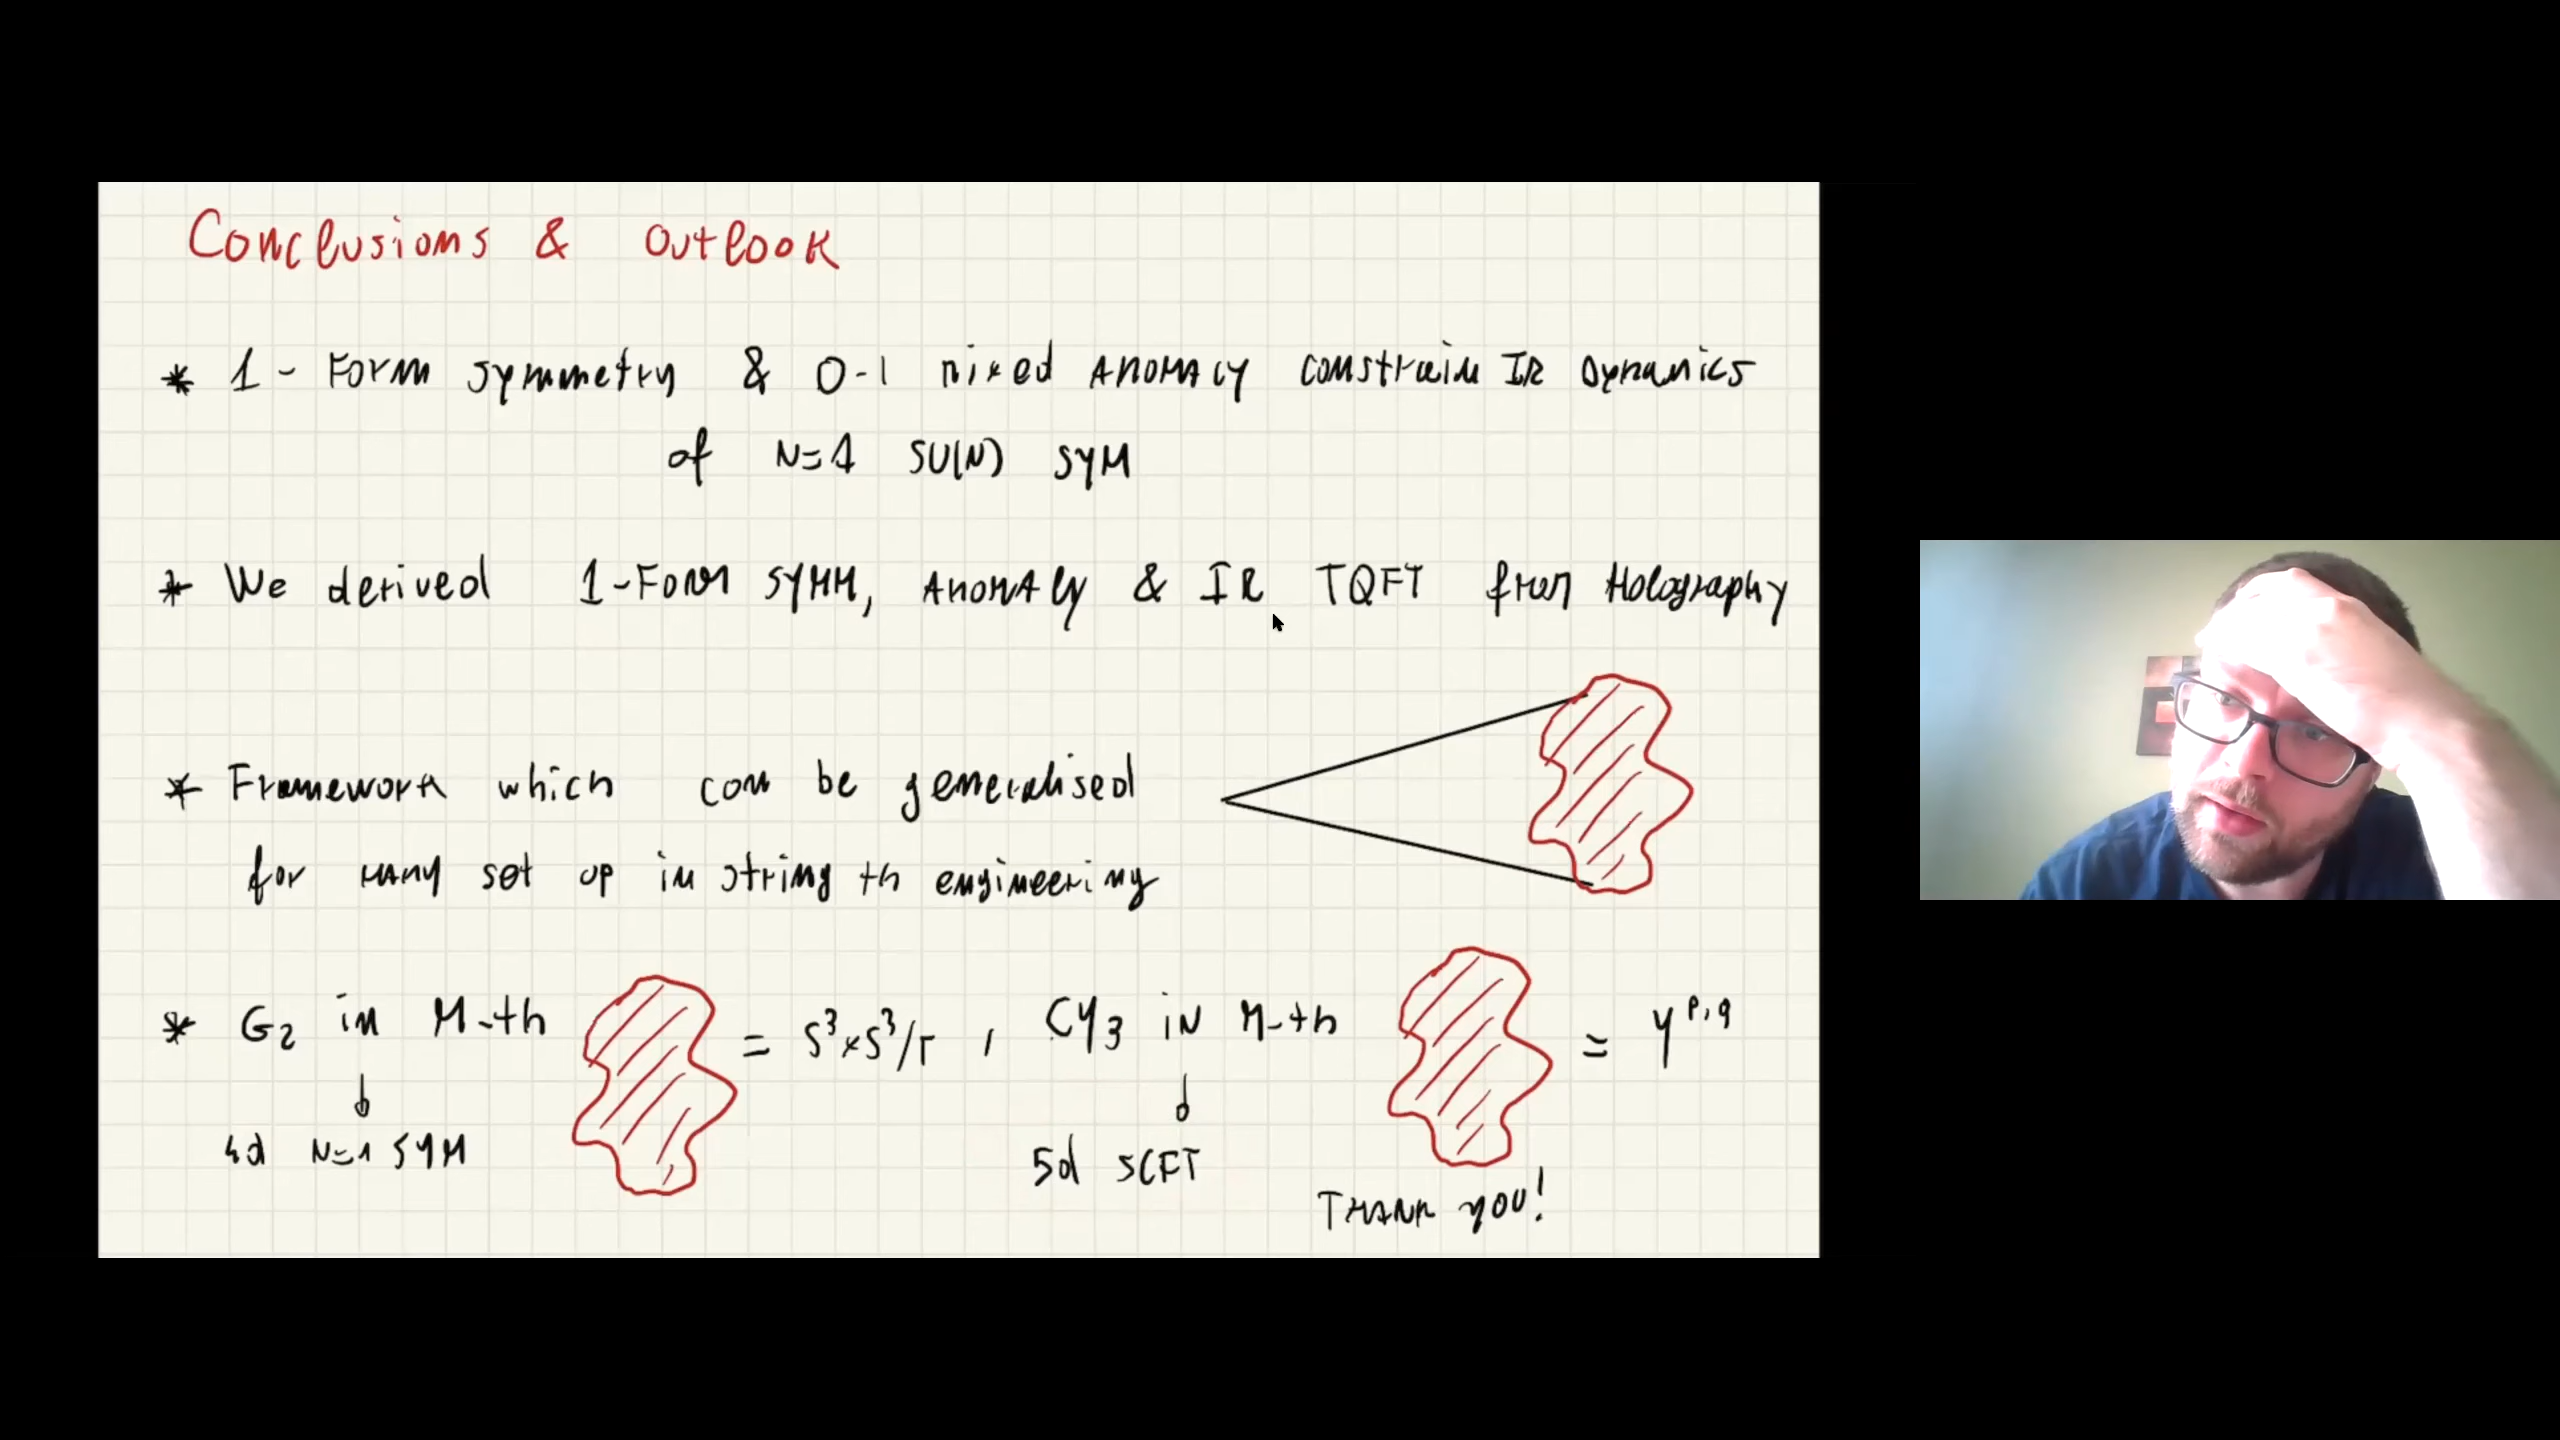 Conclusions & Outlook
* 1-Form symmetry & 0-1 mixed Anomaly constrain IR Dynamics
of N=1 SU(N) SYM
* We derived 1-Form SYMM, Anomaly & IR TQFT from Holography
* Framework which can be generalised
for many set up in string th engineering
* G₂ in M-th = S³×S³/Γ , CY₃ in M-th = Y^{p,q}
4d N=1 SYM
5d SCFT
THANK YOU!